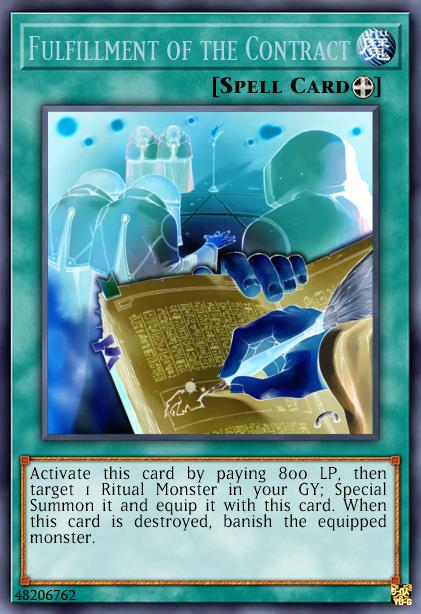 FULFILLMENT OF THE CONTRACT 魔
[SPELL CARD]
Activate this card by paying 800 LP, then
target 1 Ritual Monster in your GY; Special
Summon it and equip it with this card. When
this card is destroyed, banish the equipped
monster.
48206762